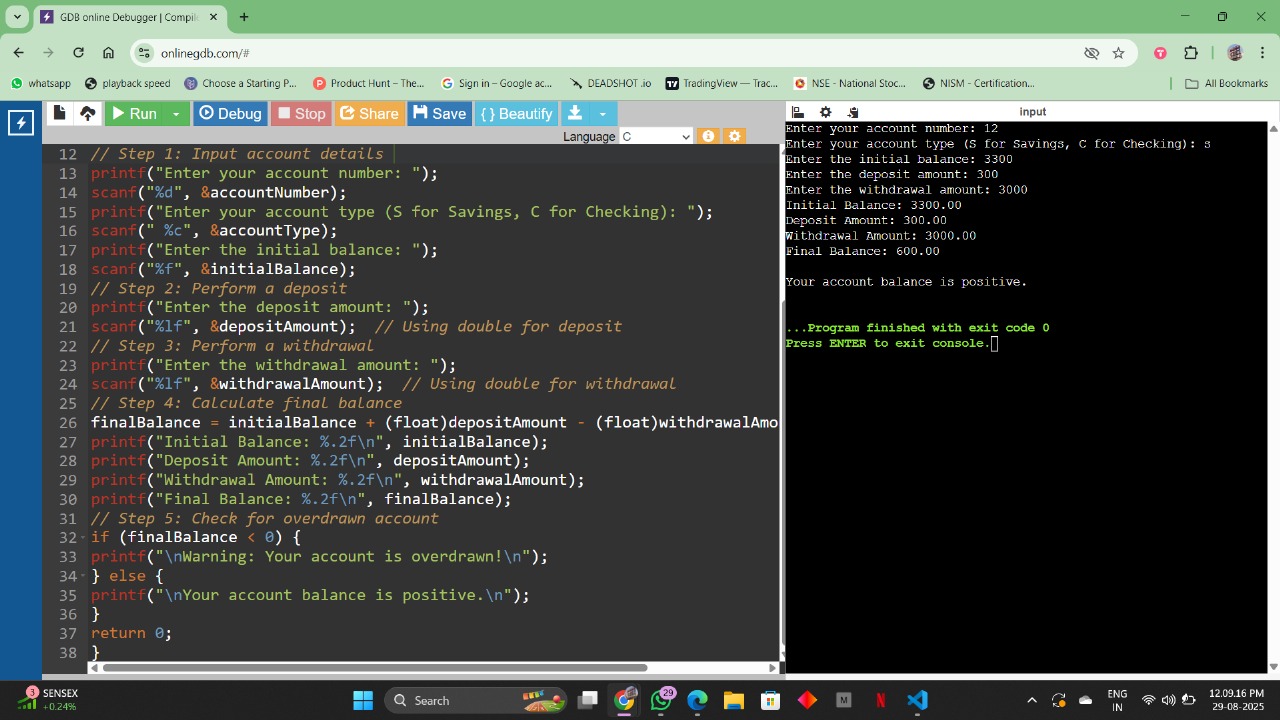 GDB online Debugger | Compil
onlinegdb.com/#
whatsapp
playback speed
Choose a Starting P...
Product Hunt – The...
Sign in – Google ac...
DEADSHOT.io
TradingView — Trac...
NSE - National Stoc...
NISM - Certification...
All Bookmarks
Run
Debug
Stop
Share
Save
{ } Beautify
Language C
input
12 // Step 1: Input account details
13 printf("Enter your account number: ");
14 scanf("%d", &accountNumber);
15 printf("Enter your account type (S for Savings, C for Checking): ");
16 scanf(" %c", &accountType);
17 printf("Enter the initial balance: ");
18 scanf("%f", &initialBalance);
19 // Step 2: Perform a deposit
20 printf("Enter the deposit amount: ");
21 scanf("%lf", &depositAmount);  // Using double for deposit
22 // Step 3: Perform a withdrawal
23 printf("Enter the withdrawal amount: ");
24 scanf("%lf", &withdrawalAmount);  // Using double for withdrawal
25 // Step 4: Calculate final balance
26 finalBalance = initialBalance + (float)depositAmount - (float)withdrawalAmo
27 printf("Initial Balance: %.2f\n", initialBalance);
28 printf("Deposit Amount: %.2f\n", depositAmount);
29 printf("Withdrawal Amount: %.2f\n", withdrawalAmount);
30 printf("Final Balance: %.2f\n", finalBalance);
31 // Step 5: Check for overdrawn account
32 if (finalBalance < 0) {
33 printf("\nWarning: Your account is overdrawn!\n");
34 } else {
35 printf("\nYour account balance is positive.\n");
36 }
37 return 0;
38 }
Enter your account number: 12
Enter your account type (S for Savings, C for Checking): s
Enter the initial balance: 3300
Enter the deposit amount: 300
Enter the withdrawal amount: 3000
Initial Balance: 3300.00
Deposit Amount: 300.00
Withdrawal Amount: 3000.00
Final Balance: 600.00
Your account balance is positive.
...Program finished with exit code 0
Press ENTER to exit console.
3
SENSEX
+0.24%
Search
29
ENG
IN
12.09.16 PM
29-08-2025